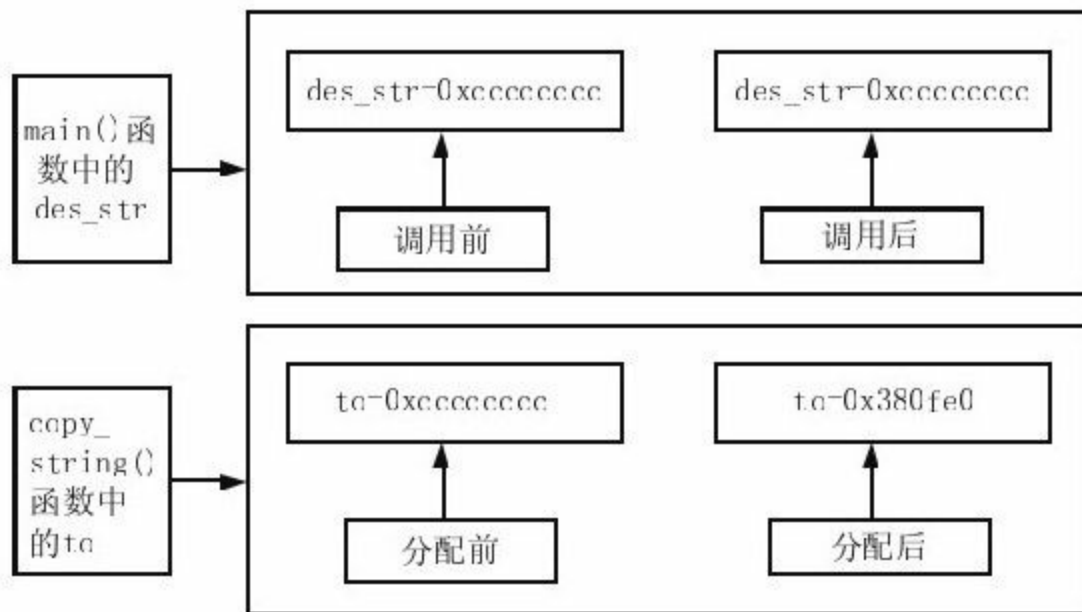 main()函
数中的
des_str
des_str-0xcccccccc
des_str-0xcccccccc
调用前
调用后
copy_
string()
函数中
的to
to-0xcccccccc
to-0x380fe0
分配前
分配后